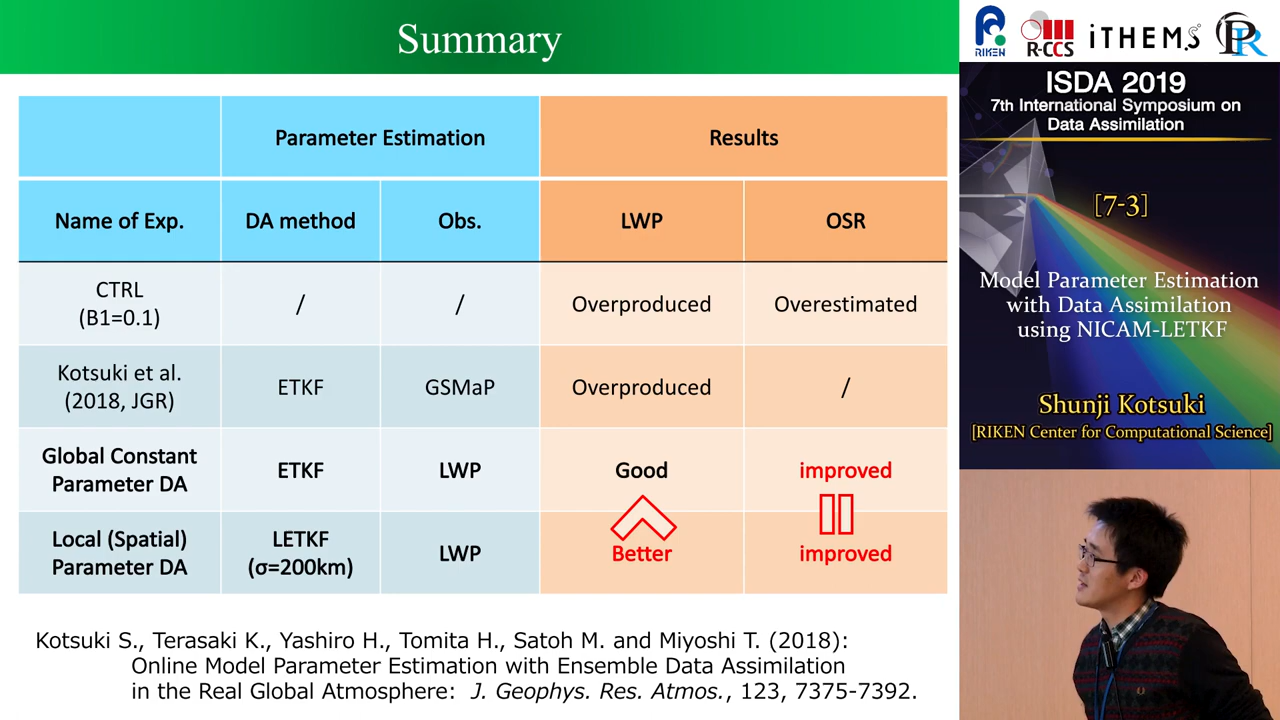 Summary
Parameter Estimation
Results
Name of Exp.
DA method
Obs.
LWP
OSR
CTRL
(B1=0.1)
/
/
Overproduced
Overestimated
Kotsuki et al.
(2018, JGR)
ETKF
GSMaP
Overproduced
/
Global Constant
Parameter DA
ETKF
LWP
Good
improved
Local (Spatial)
Parameter DA
LETKF
(σ=200km)
LWP
Better
improved
Kotsuki S., Terasaki K., Yashiro H., Tomita H., Satoh M. and Miyoshi T. (2018):
Online Model Parameter Estimation with Ensemble Data Assimilation
in the Real Global Atmosphere: J. Geophys. Res. Atmos., 123, 7375-7392.
RIKEN
R-CCS
iTHEMS
PR
ISDA 2019
7th International Symposium on
Data Assimilation
[7-3]
Model Parameter Estimation
with Data Assimilation
using NICAM-LETKF
Shunji Kotsuki
[RIKEN Center for Computational Science]